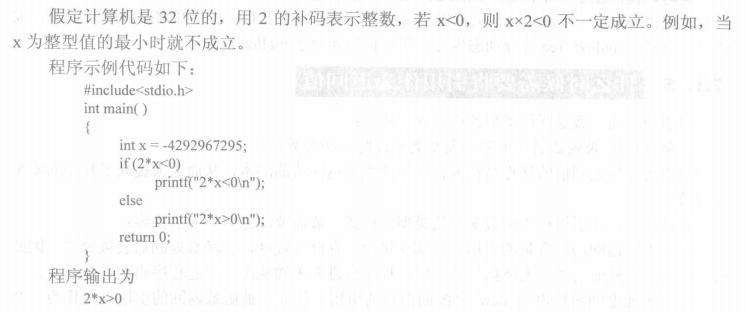 假定计算机是 32 位的，用 2 的补码表示整数，若 x<0，则 x×2<0 不一定成立。例如，当
x 为整型值的最小时就不成立。
程序示例代码如下：
#include<stdio.h>
int main( )
{
int x = -4292967295;
if (2*x<0)
printf("2*x<0\n");
else
printf("2*x>0\n");
return 0;
}
程序输出为
2*x>0